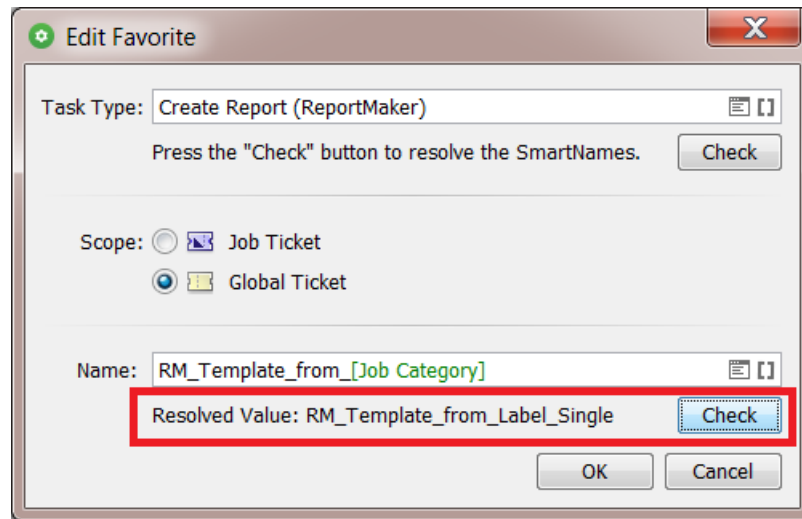 Edit Favorite
Task Type: Create Report (ReportMaker)
Press the "Check" button to resolve the SmartNames. Check
Scope: Job Ticket
Global Ticket
Name: RM_Template_from_[Job Category]
Resolved Value: RM_Template_from_Label_Single Check
OK Cancel